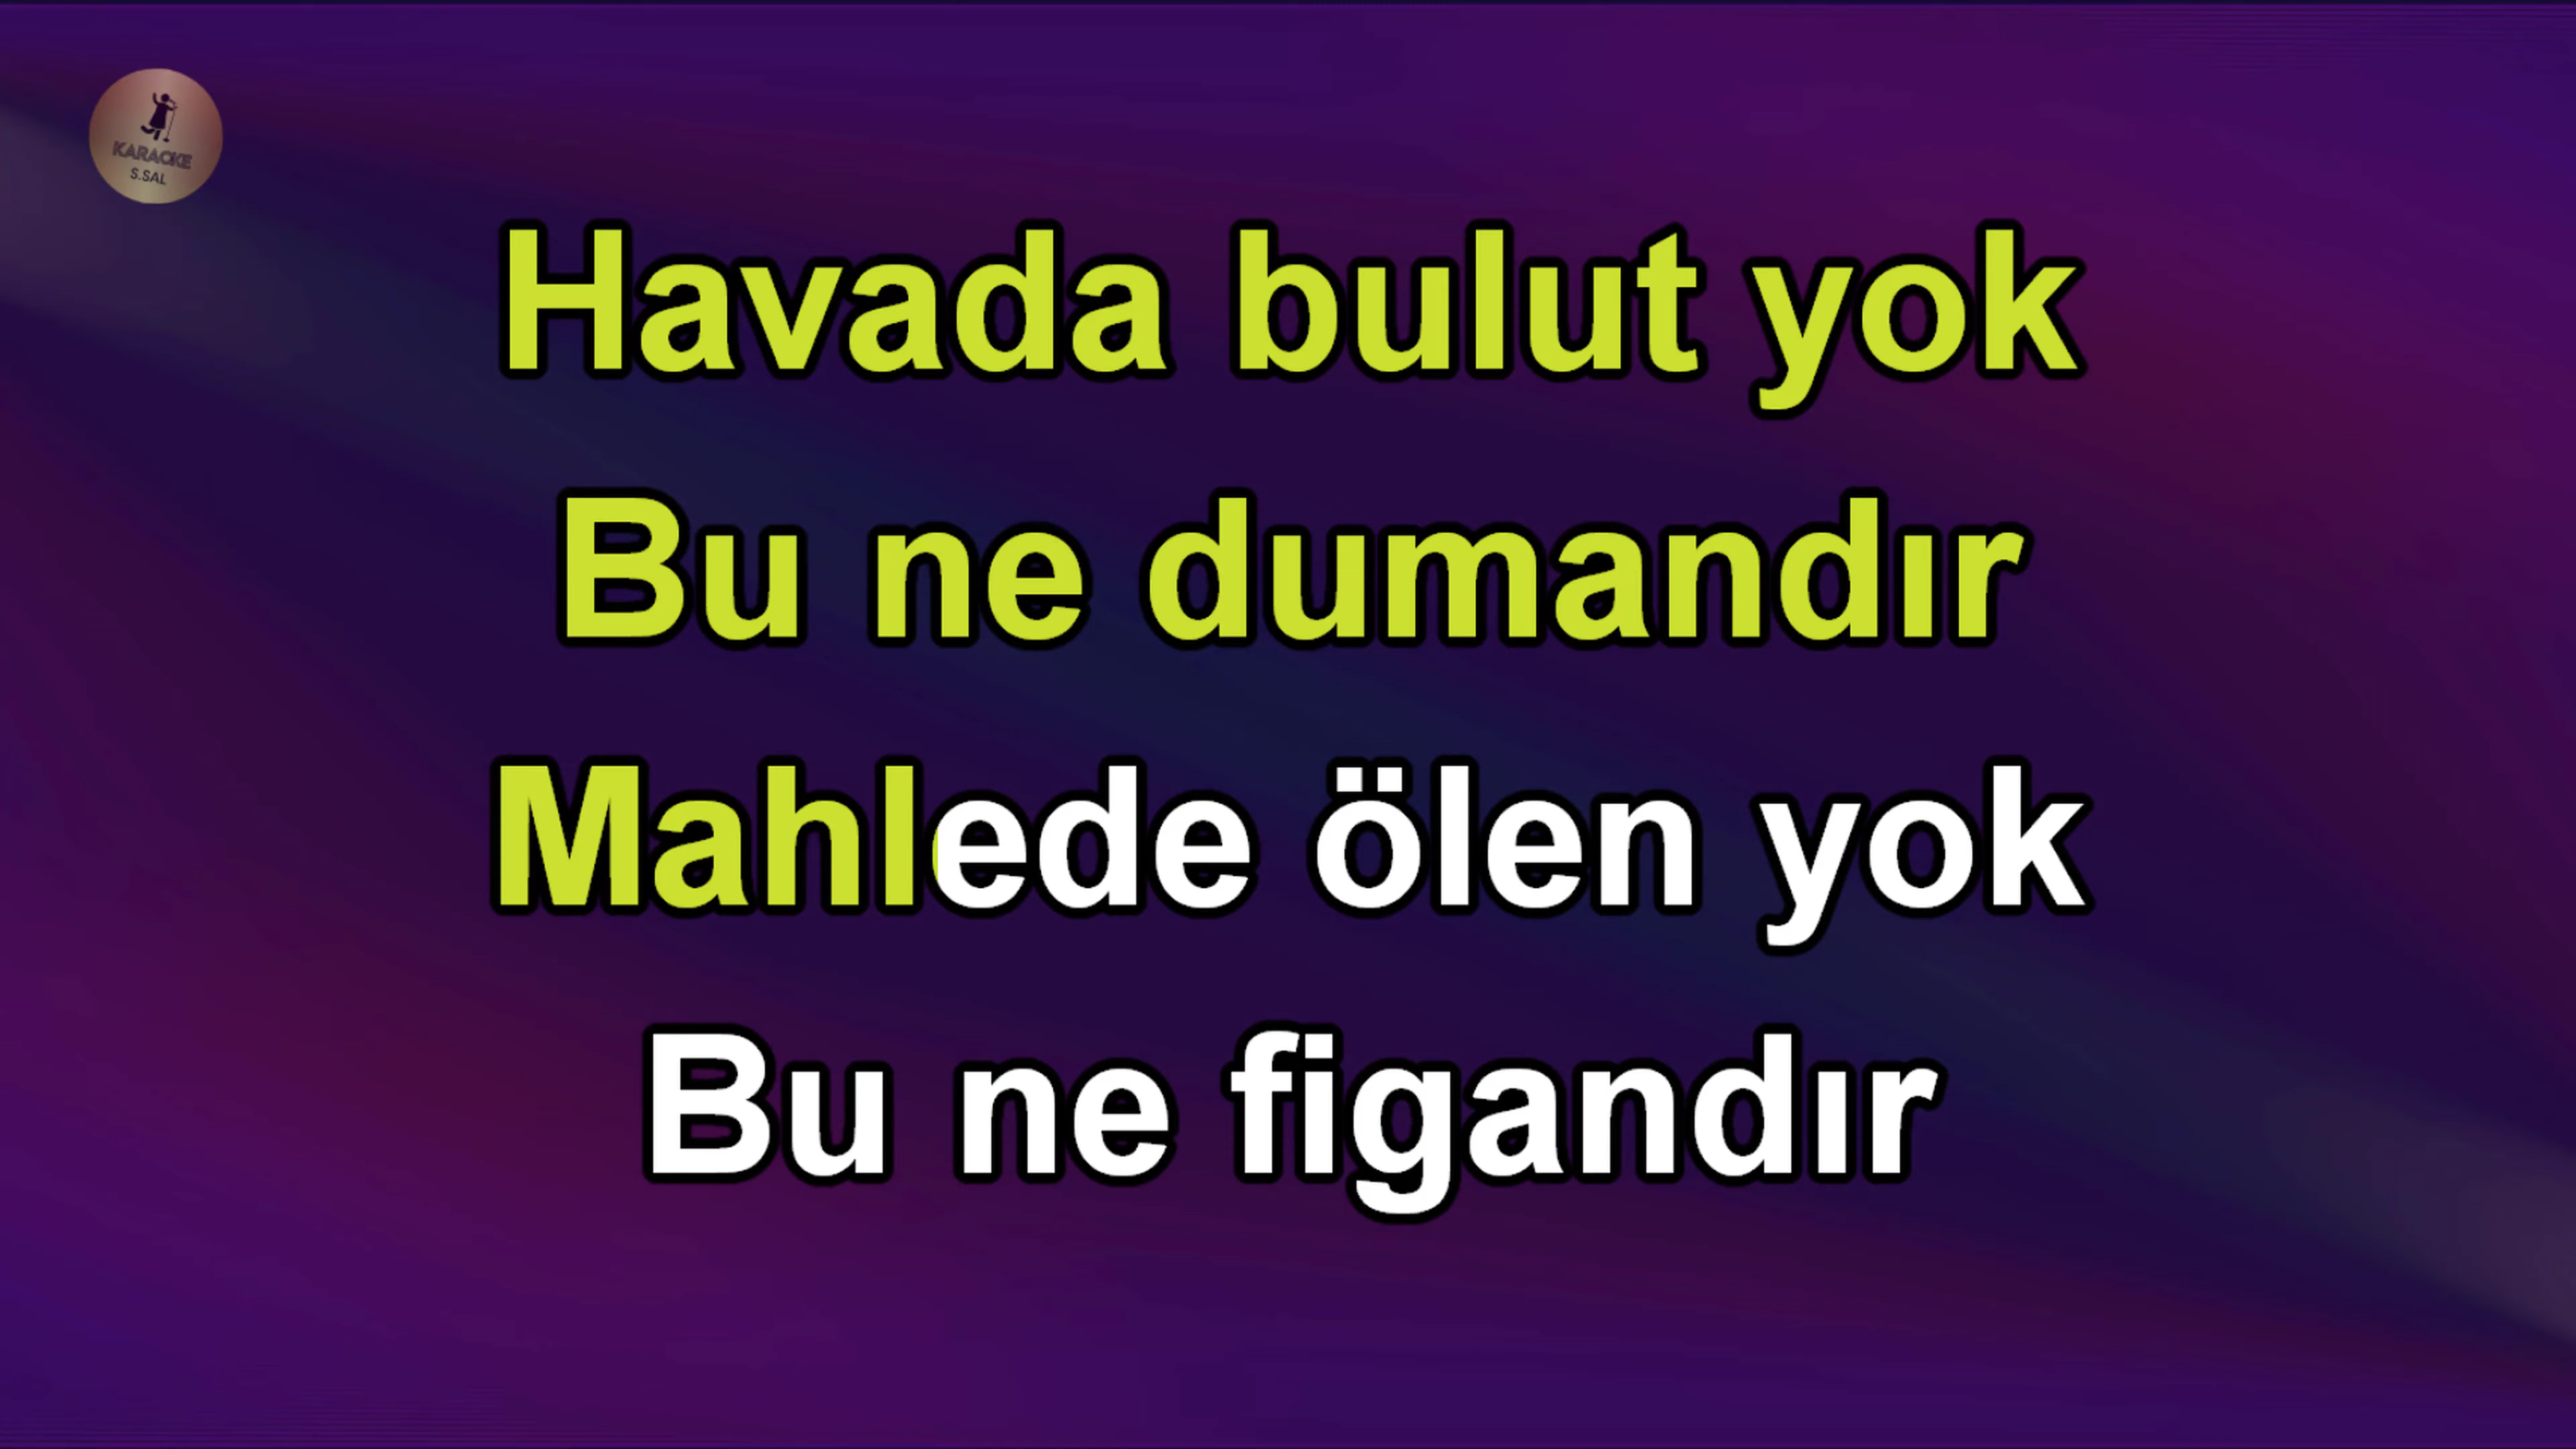 KARAOKE
S.SAL
Havada bulut yok
Bu ne dumandır
Mahlede ölen yok
Bu ne figandır